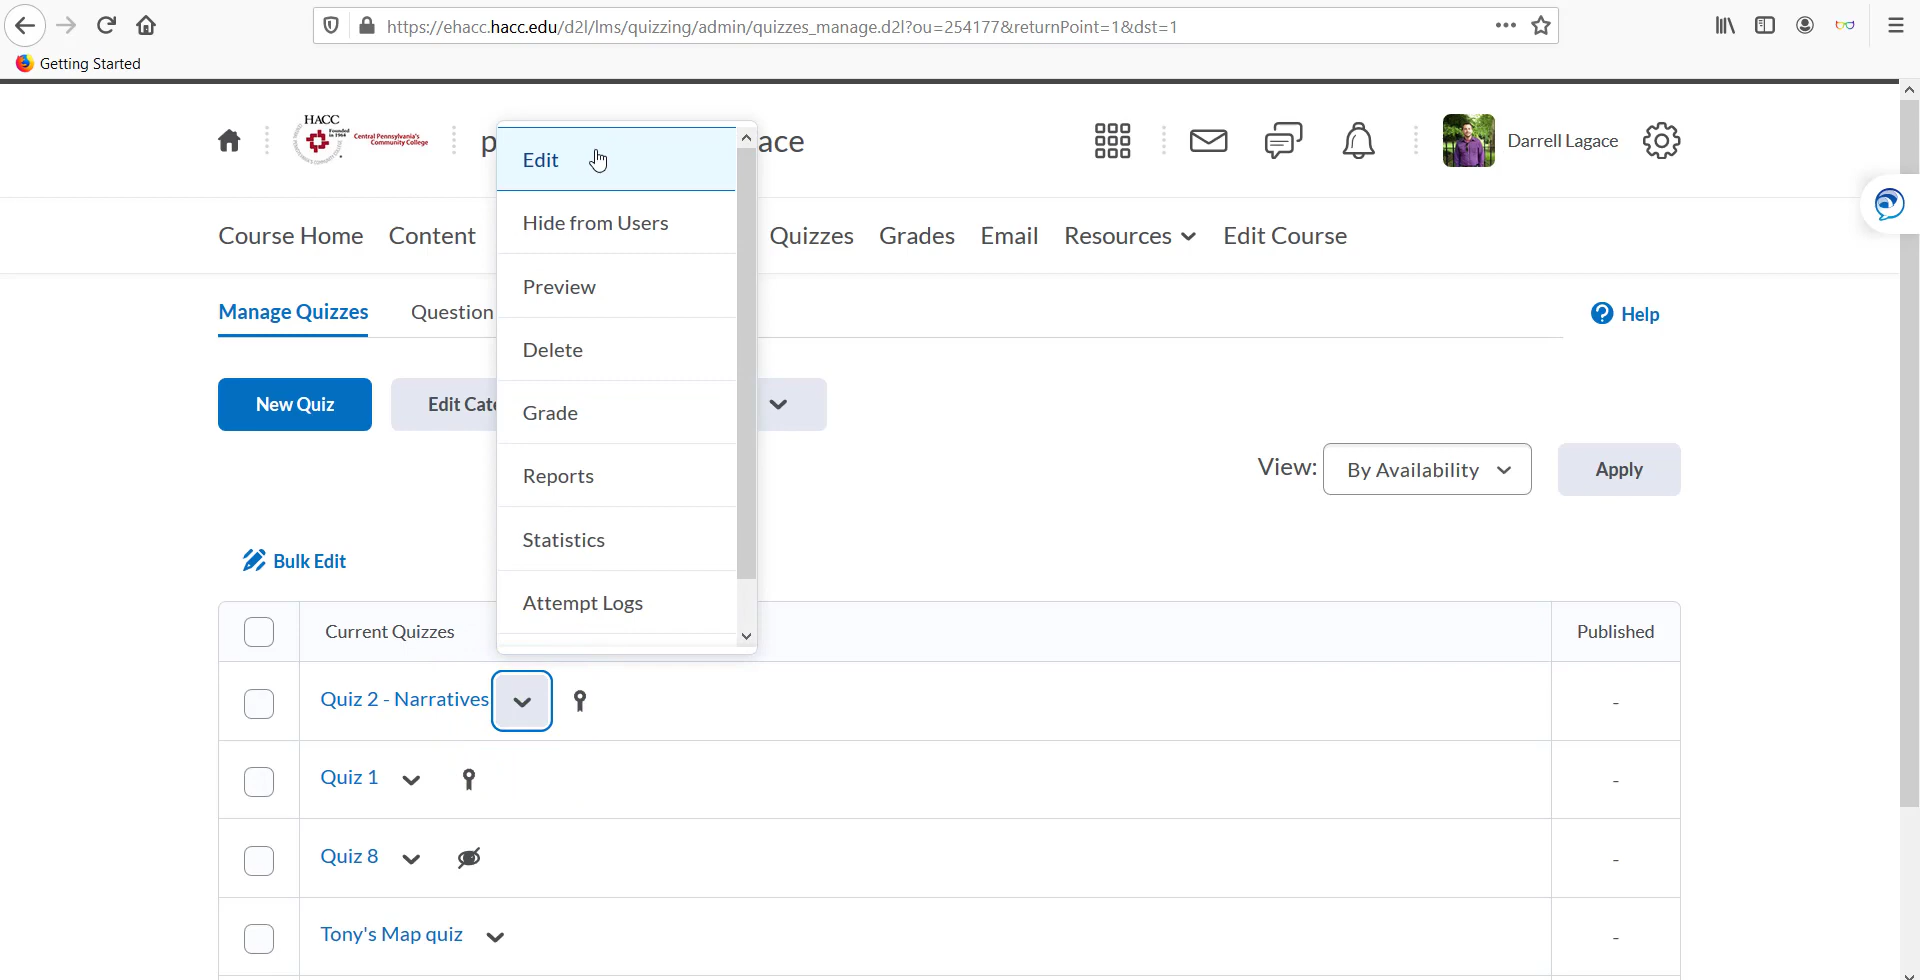 https://ehacc.hacc.edu/d2l/lms/quizzing/admin/quizzes_manage.d2l?ou=254177&returnPoint=1&dst=1
Getting Started
HACC
Central Pennsylvania's
Community College
p
ace
Darrell Lagace
Edit
Hide from Users
Preview
Delete
Grade
Reports
Statistics
Attempt Logs
Course Home Content Quizzes Grades Email Resources Edit Course
Manage Quizzes Question
Help
New Quiz Edit Cate
View: By Availability Apply
Bulk Edit
Current Quizzes Published
Quiz 2 - Narratives -
Quiz 1 -
Quiz 8 -
Tony's Map quiz -